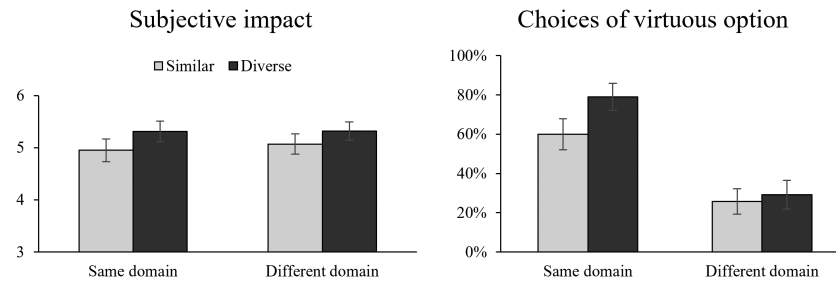 Subjective impact
Similar Diverse
6
5
4
3
Same domain Different domain
Choices of virtuous option
100%
80%
60%
40%
20%
0%
Same domain Different domain